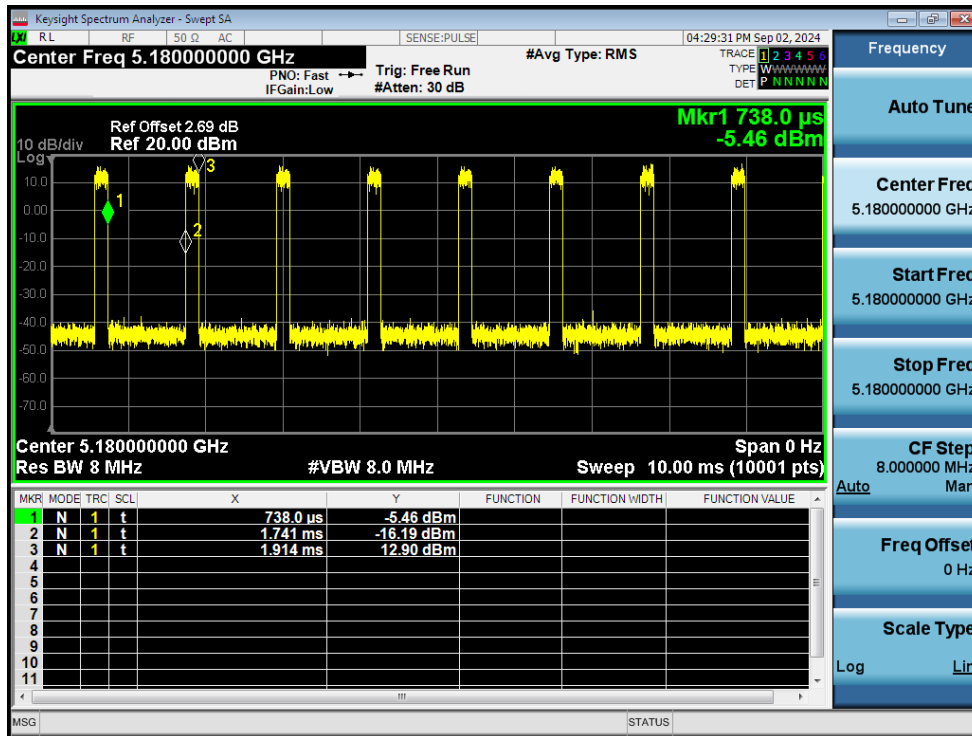 Keysight Spectrum Analyzer - Swept SA
LXI RL RF 50 Ω AC SENSE:PULSE 04:29:31 PM Sep 02, 2024
Center Freq 5.180000000 GHz
PNO: Fast
IFGain:Low
Trig: Free Run
#Atten: 30 dB
#Avg Type: RMS
TRACE 1 2 3 4 5 6
TYPE WWWWWW
DET P N N N N N
Ref Offset 2.69 dB
Ref 20.00 dBm
Mkr1 738.0 µs
-5.46 dBm
10 dB/div
Log
10.0
0.00
-10.0
-20.0
-30.0
-40.0
-50.0
-60.0
-70.0
1
2
3
Center 5.180000000 GHz
Span 0 Hz
Res BW 8 MHz
#VBW 8.0 MHz
Sweep 10.00 ms (10001 pts)
MKR MODE TRC SCL X Y FUNCTION FUNCTION WIDTH FUNCTION VALUE
1 N 1 t 738.0 µs -5.46 dBm
2 N 1 t 1.741 ms -16.19 dBm
3 N 1 t 1.914 ms 12.90 dBm
4
5
6
7
8
9
10
11
MSG
STATUS
Frequency
Auto Tune
Center Freq
5.180000000 GHz
Start Freq
5.180000000 GHz
Stop Freq
5.180000000 GHz
CF Step
8.000000 MHz
Auto Man
Freq Offset
0 Hz
Scale Type
Log Lin